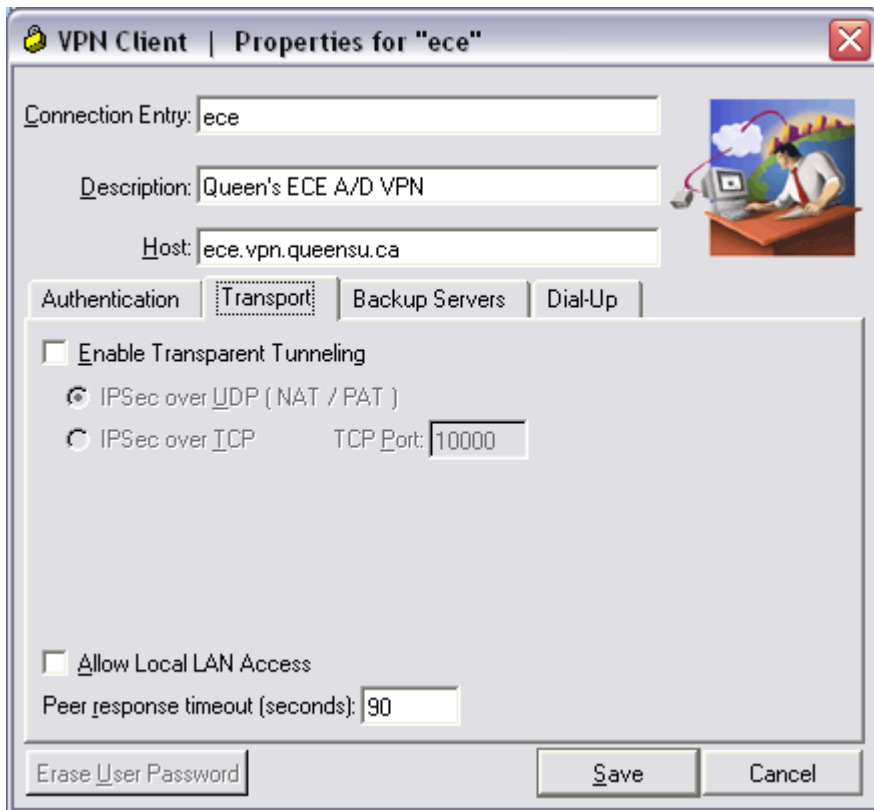 VPN Client | Properties for "ece"
Connection Entry: ece
Description: Queen's ECE A/D VPN
Host: ece.vpn.queensu.ca
Authentication Transport Backup Servers Dial-Up
Enable Transparent Tunneling
IPSec over UDP ( NAT / PAT )
IPSec over TCP TCP Port: 10000
Allow Local LAN Access
Peer response timeout (seconds): 90
Erase User Password Save Cancel